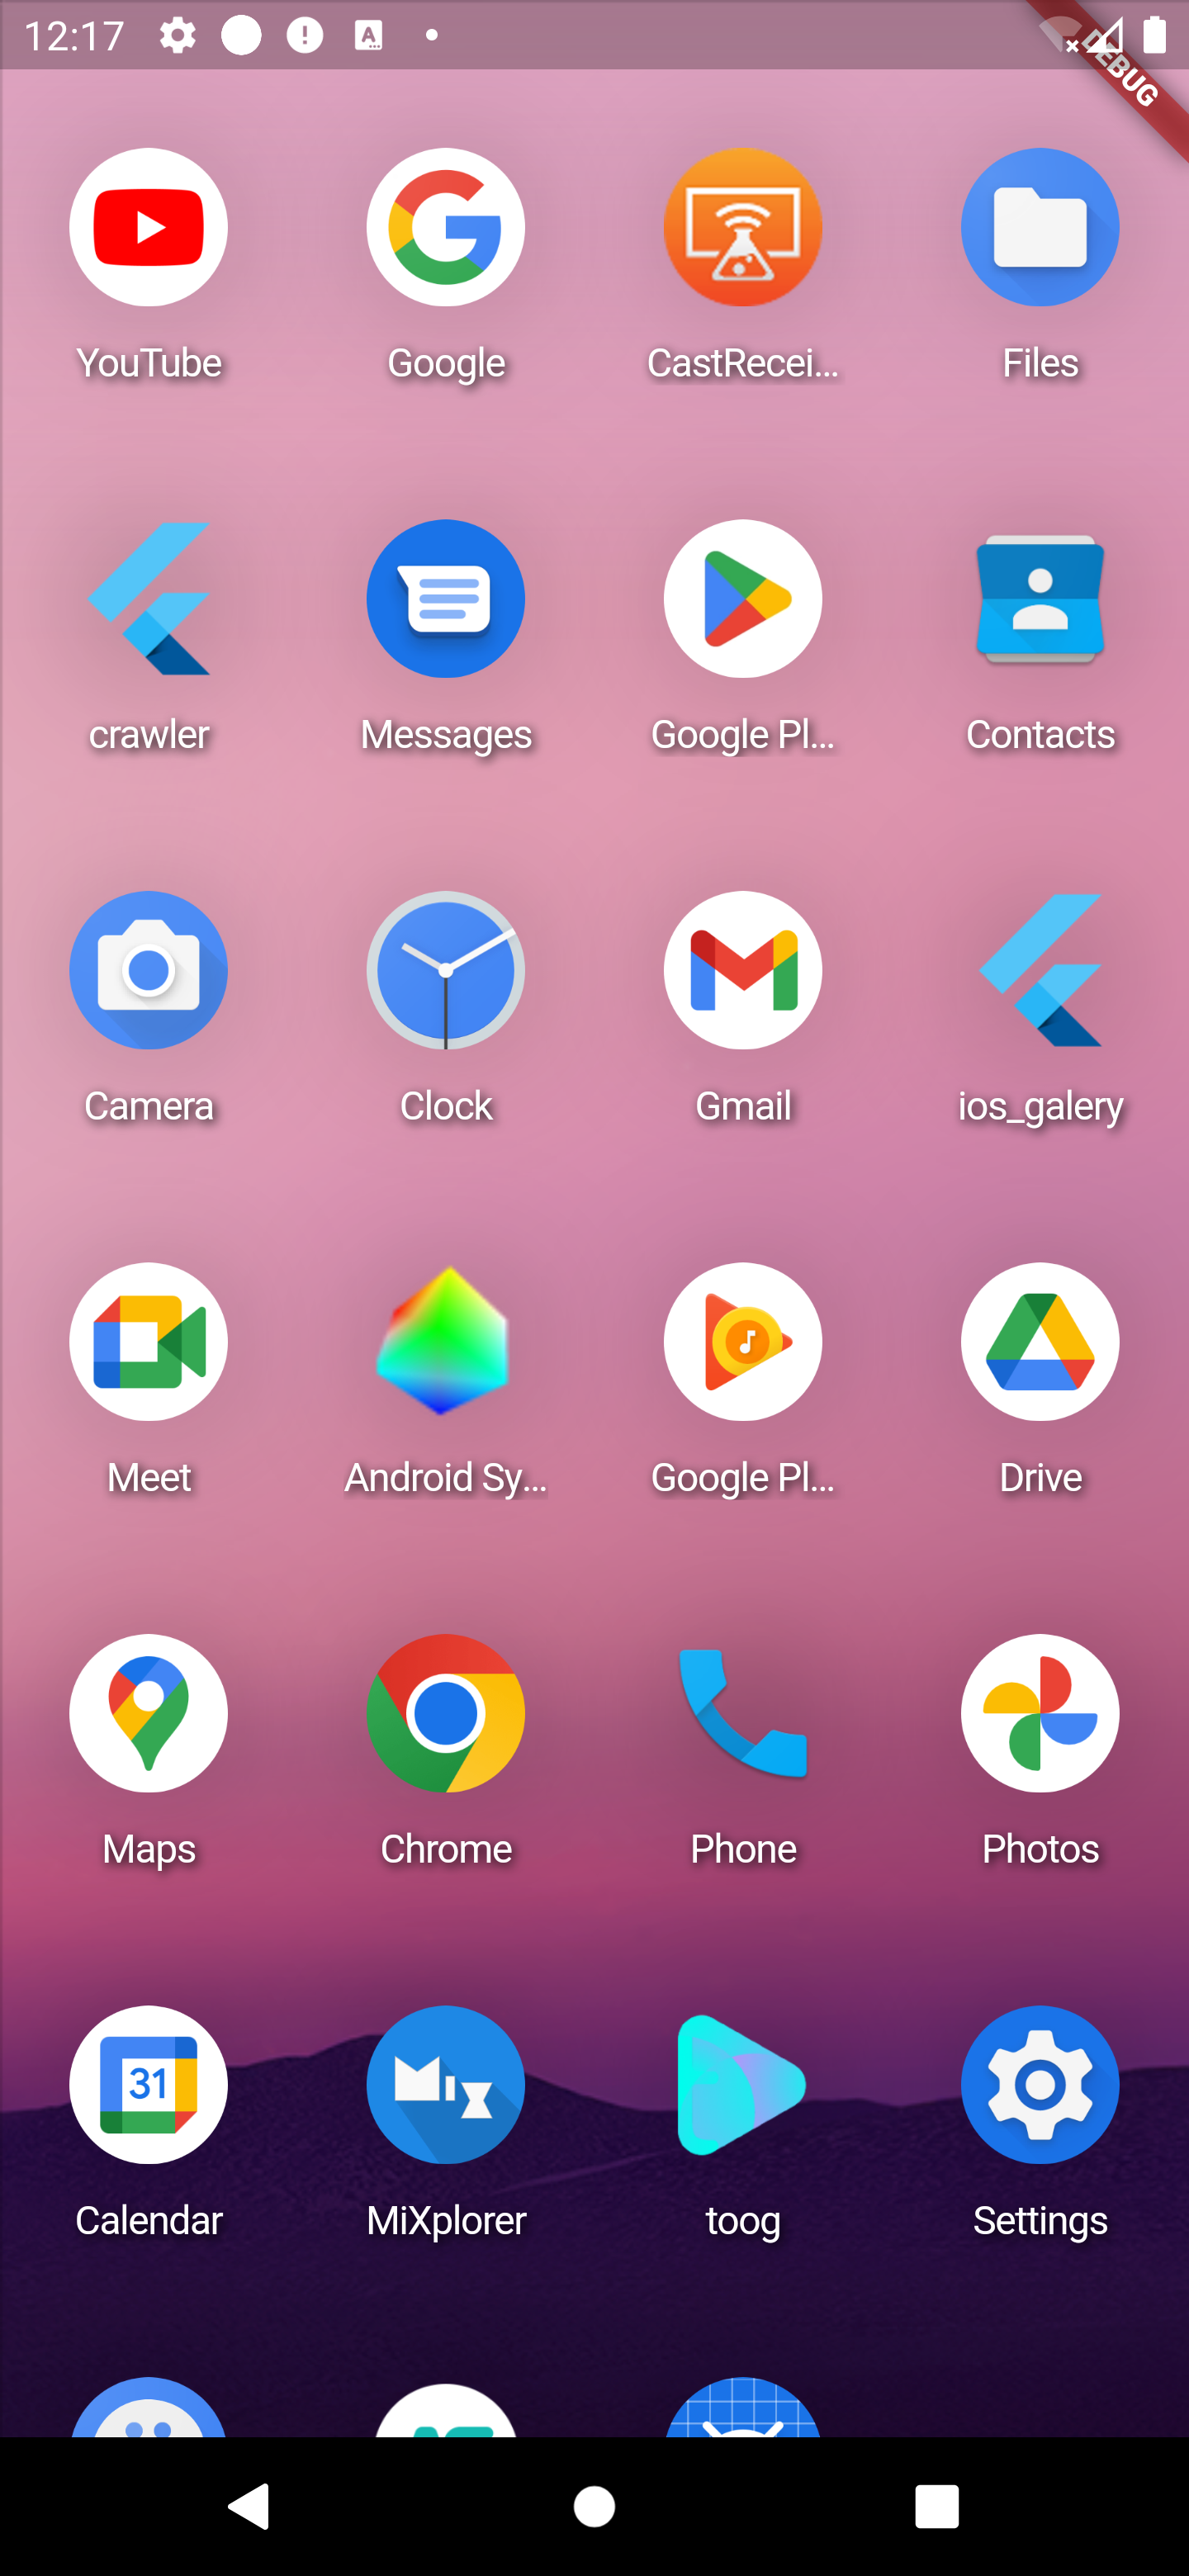 12:17
DEBUG
YouTube Google CastRecei... Files
crawler Messages Google Pl... Contacts
Camera Clock Gmail ios_galery
Meet Android Sy... Google Pl... Drive
Maps Chrome Phone Photos
31
Calendar MiXplorer toog Settings